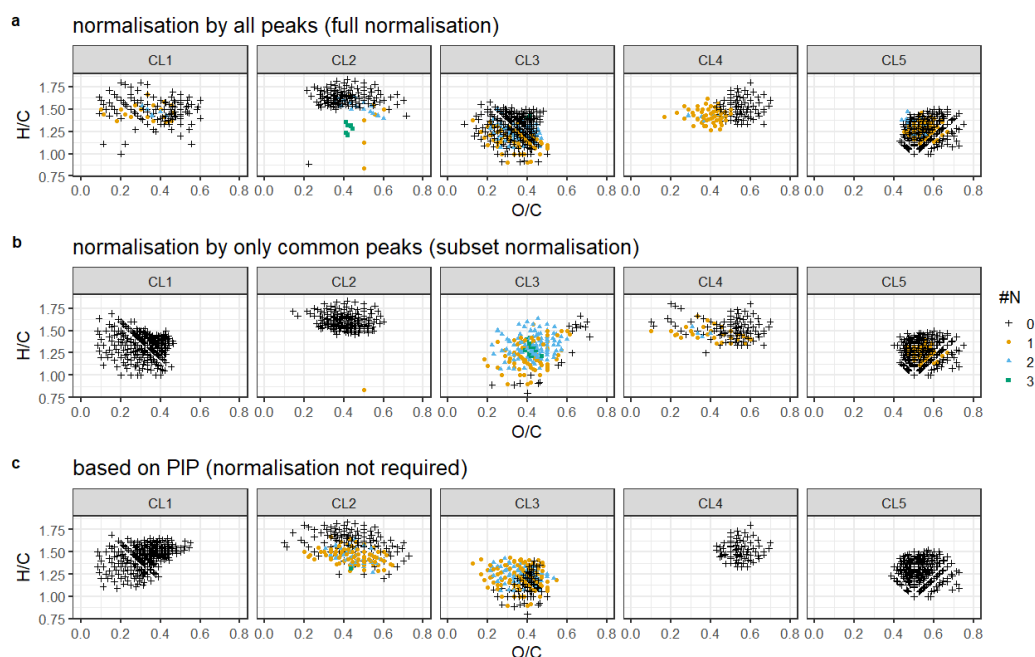 a normalisation by all peaks (full normalisation)
CL1 CL2 CL3 CL4 CL5
H/C
1.75
1.50
1.25
1.00
0.75
0.0 0.2 0.4 0.6 0.8 0.0 0.2 0.4 0.6 0.8 0.0 0.2 0.4 0.6 0.8 0.0 0.2 0.4 0.6 0.8 0.0 0.2 0.4 0.6 0.8
O/C
b normalisation by only common peaks (subset normalisation)
CL1 CL2 CL3 CL4 CL5
H/C
1.75
1.50
1.25
1.00
0.75
0.0 0.2 0.4 0.6 0.8 0.0 0.2 0.4 0.6 0.8 0.0 0.2 0.4 0.6 0.8 0.0 0.2 0.4 0.6 0.8 0.0 0.2 0.4 0.6 0.8
O/C
#N
0
1
2
3
c based on PIP (normalisation not required)
CL1 CL2 CL3 CL4 CL5
H/C
1.75
1.50
1.25
1.00
0.75
0.0 0.2 0.4 0.6 0.8 0.0 0.2 0.4 0.6 0.8 0.0 0.2 0.4 0.6 0.8 0.0 0.2 0.4 0.6 0.8 0.0 0.2 0.4 0.6 0.8
O/C